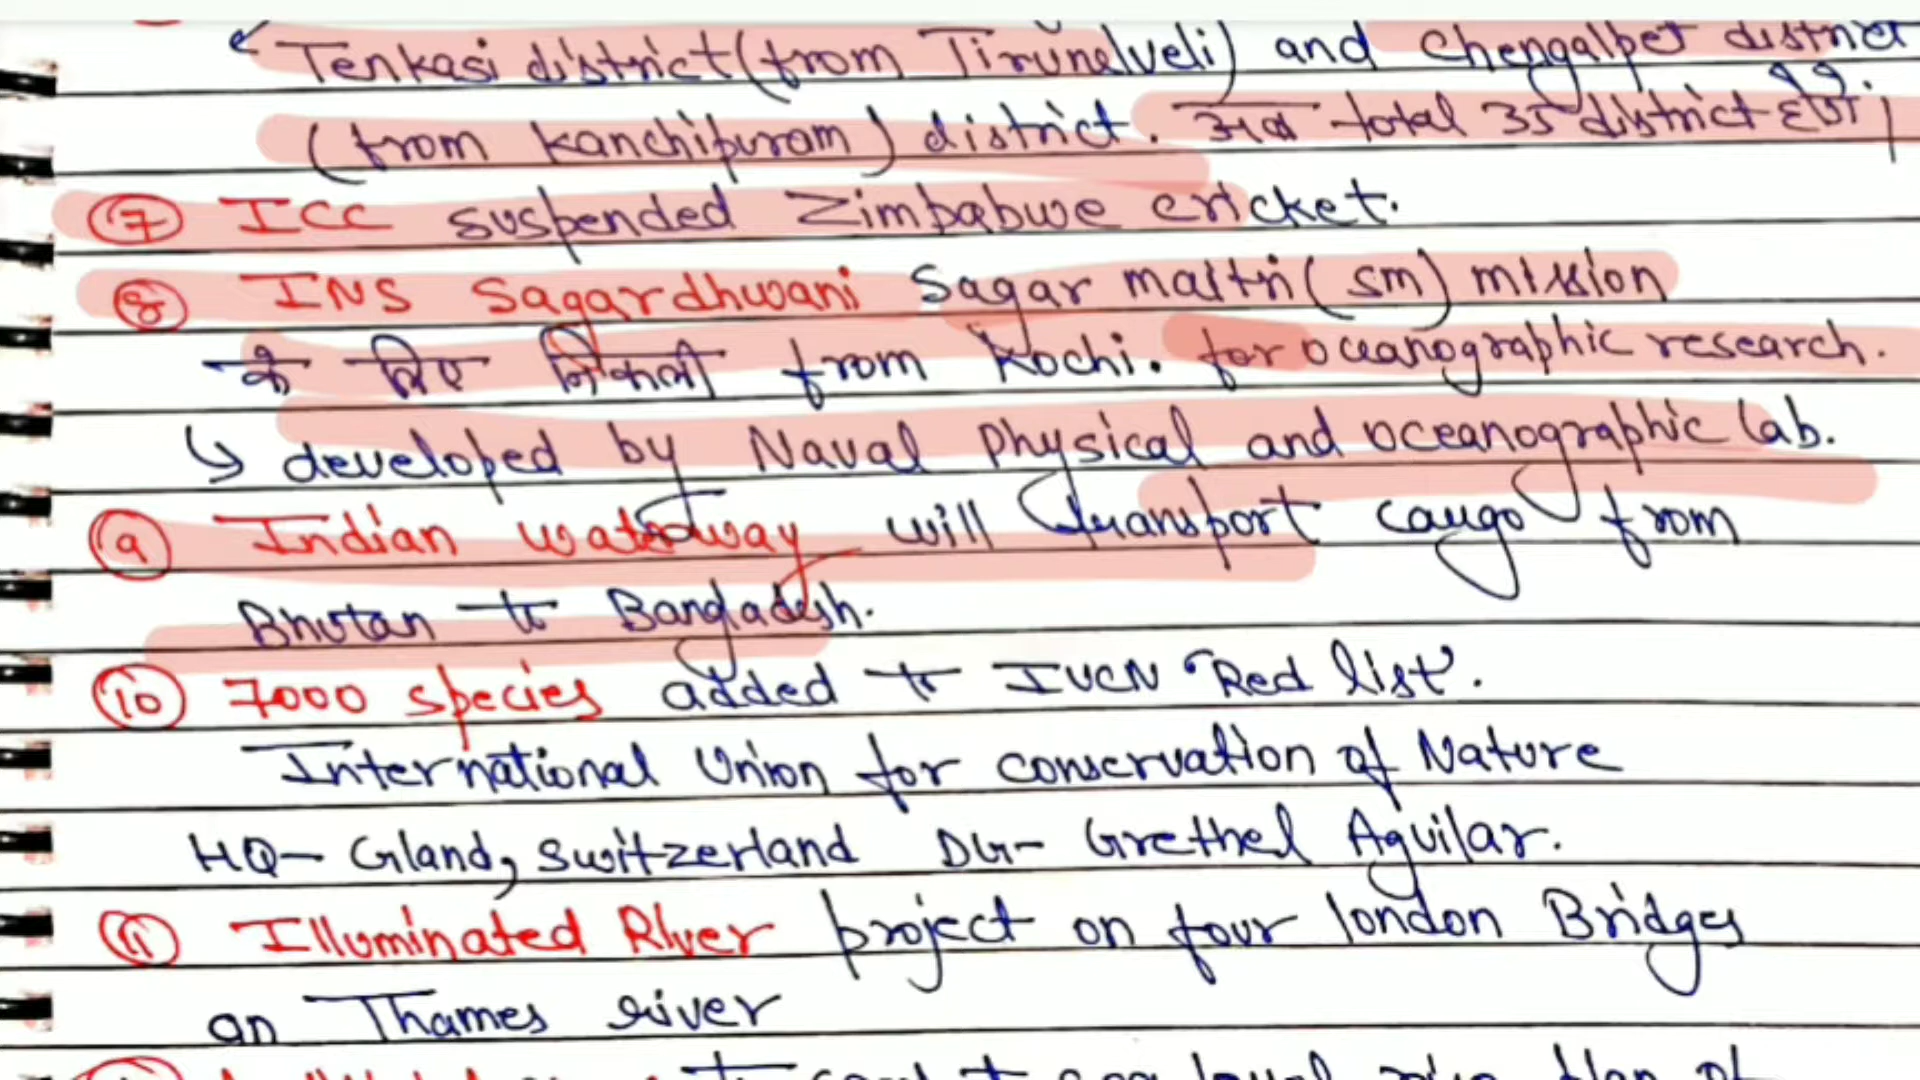 Tenkasi district (from Tirunelveli) and Chengalpet district
(from Kanchipuram) district. अब total 35 district होंगे।
⑦ ICC suspended Zimbabwe cricket.
⑧ INS Sagardhwani Sagar maitri (SM) mission
के लिए निकली from Kochi. for oceanographic research.
↳ developed by Naval Physical and oceanographic lab.
⑨ Indian waterway will transport cargo from
Bhutan to Bangladesh.
⑩ 7000 species added to IUCN "Red list".
International Union for conservation of Nature
HQ- Gland, Switzerland DG- Grethel Aguilar.
⑪ Illuminated River project on four london Bridges
on Thames river